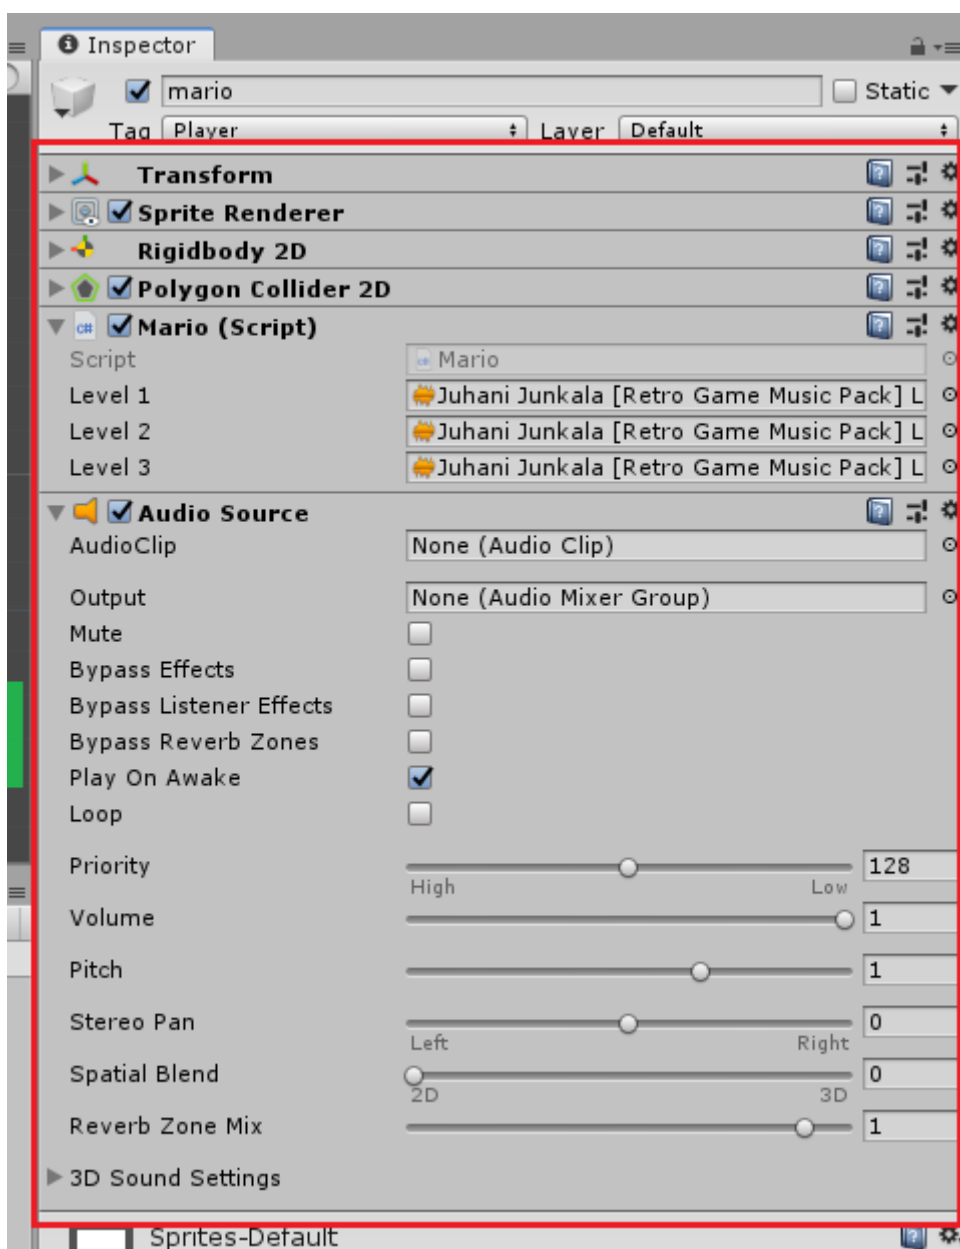 Inspector
mario Static
Tag Player Layer Default
Transform
Sprite Renderer
Rigidbody 2D
Polygon Collider 2D
c# Mario (Script)
Script Mario
Level 1 Juhani Junkala [Retro Game Music Pack] L
Level 2 Juhani Junkala [Retro Game Music Pack] L
Level 3 Juhani Junkala [Retro Game Music Pack] L
Audio Source
AudioClip None (Audio Clip)
Output None (Audio Mixer Group)
Mute
Bypass Effects
Bypass Listener Effects
Bypass Reverb Zones
Play On Awake
Loop
Priority 128
High Low
Volume 1
Pitch 1
Stereo Pan 0
Left Right
Spatial Blend 0
2D 3D
Reverb Zone Mix 1
3D Sound Settings
Sprites-Default